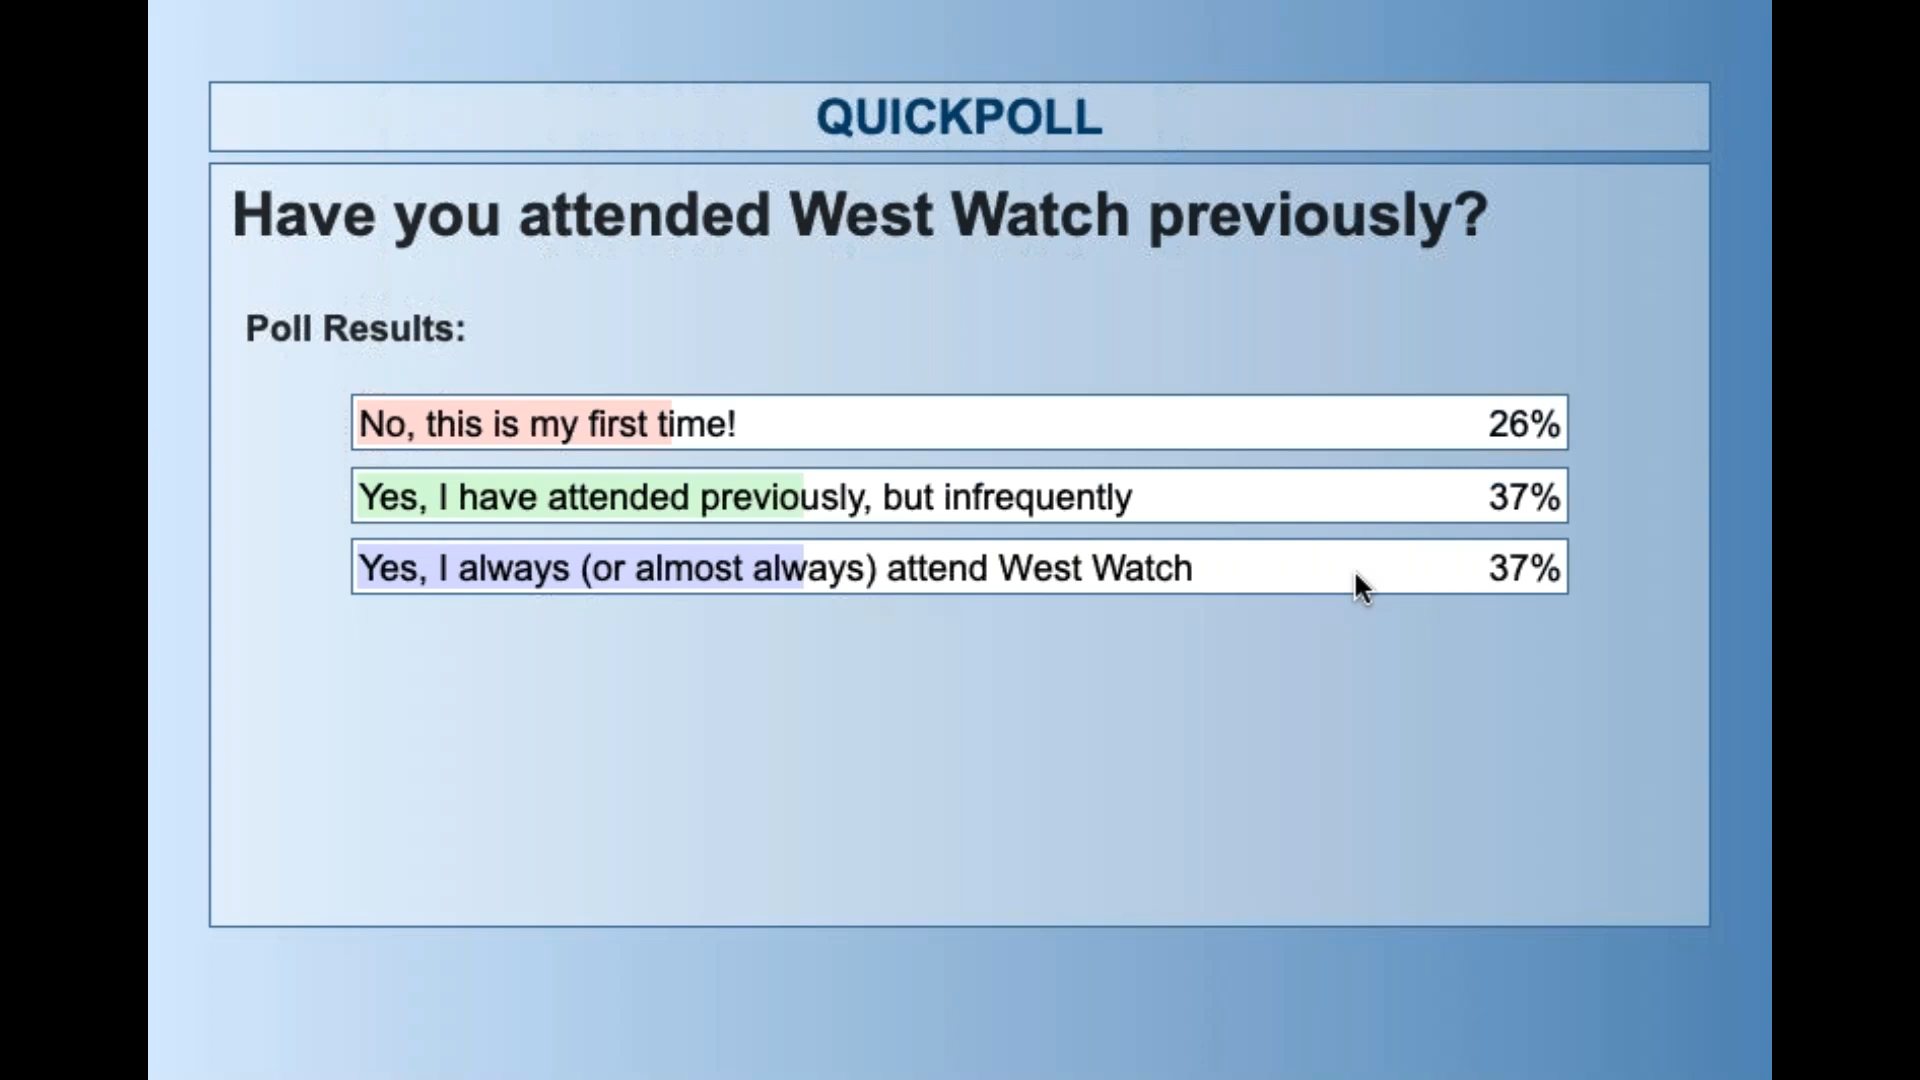 QUICKPOLL
Have you attended West Watch previously?
Poll Results:
No, this is my first time! 26%
Yes, I have attended previously, but infrequently 37%
Yes, I always (or almost always) attend West Watch 37%